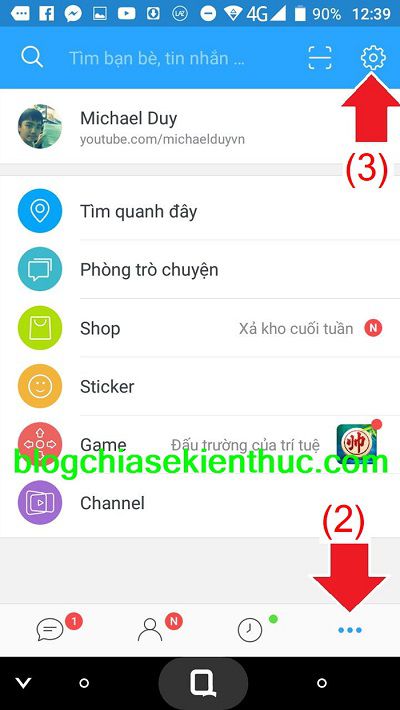 4G 90% 12:39
Tìm bạn bè, tin nhắn ...
Michael Duy
youtube.com/michaelduyvn
(3)
Tìm quanh đây
Phòng trò chuyện
Shop Xả kho cuối tuần N
Sticker
Game Đấu trường của trí tuệ 帅
blogchiasekienthuc.com
Channel
(2)
1 N